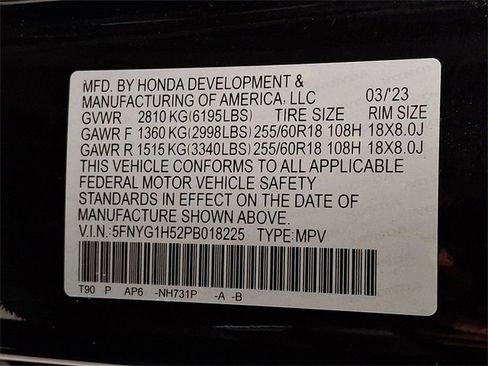 MFD. BY HONDA DEVELOPMENT &
MANUFACTURING OF AMERICA, LLC 03/'23
GVWR 2810 KG(6195LBS) TIRE SIZE RIM SIZE
GAWR F 1360 KG(2998LBS) 255/60R18 108H 18X8.0J
GAWR R 1515 KG(3340LBS) 255/60R18 108H 18X8.0J
THIS VEHICLE CONFORMS TO ALL APPLICABLE
FEDERAL MOTOR VEHICLE SAFETY
STANDARDS IN EFFECT ON THE DATE OF
MANUFACTURE SHOWN ABOVE.
V.I.N.: 5FNYG1H52PB018225 TYPE: MPV
T90 P AP6 -NH731P -A -B